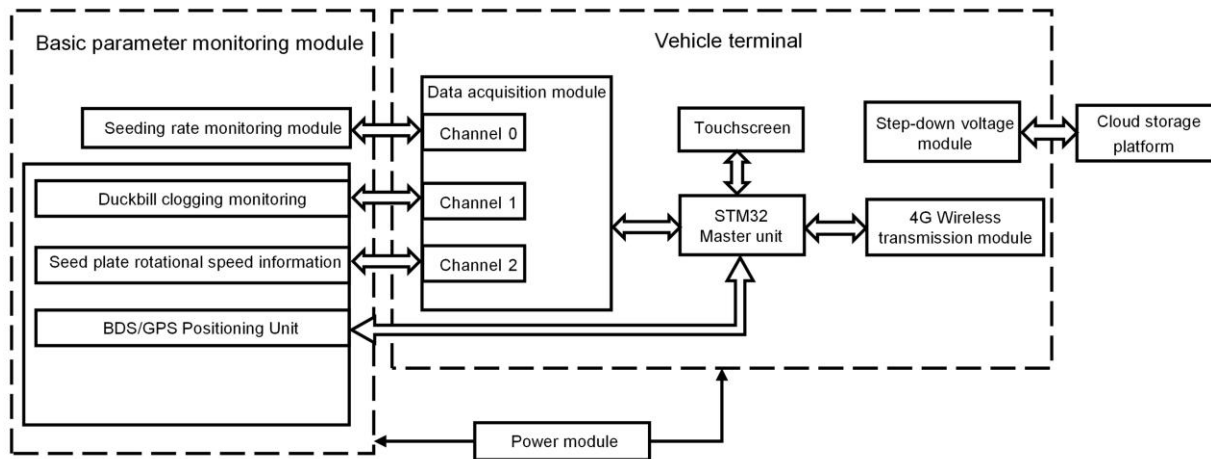 Basic parameter monitoring module
Vehicle terminal
Data acquisition module
Seeding rate monitoring module
Channel 0
Touchscreen
Step-down voltage
module
Cloud storage
platform
Duckbill clogging monitoring
Channel 1
STM32
Master unit
4G Wireless
transmission module
Seed plate rotational speed information
Channel 2
BDS/GPS Positioning Unit
Power module